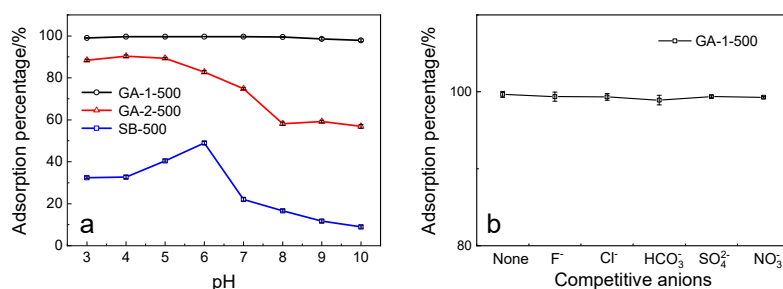 Adsorption percentage/%
100
80
60
40
20
0
GA-1-500
GA-2-500
SB-500
a
3 4 5 6 7 8 9 10
pH
Adsorption percentage/%
100
80
GA-1-500
b
None F⁻ Cl⁻ HCO₃⁻ SO₄²⁻ NO₃⁻
Competitive anions